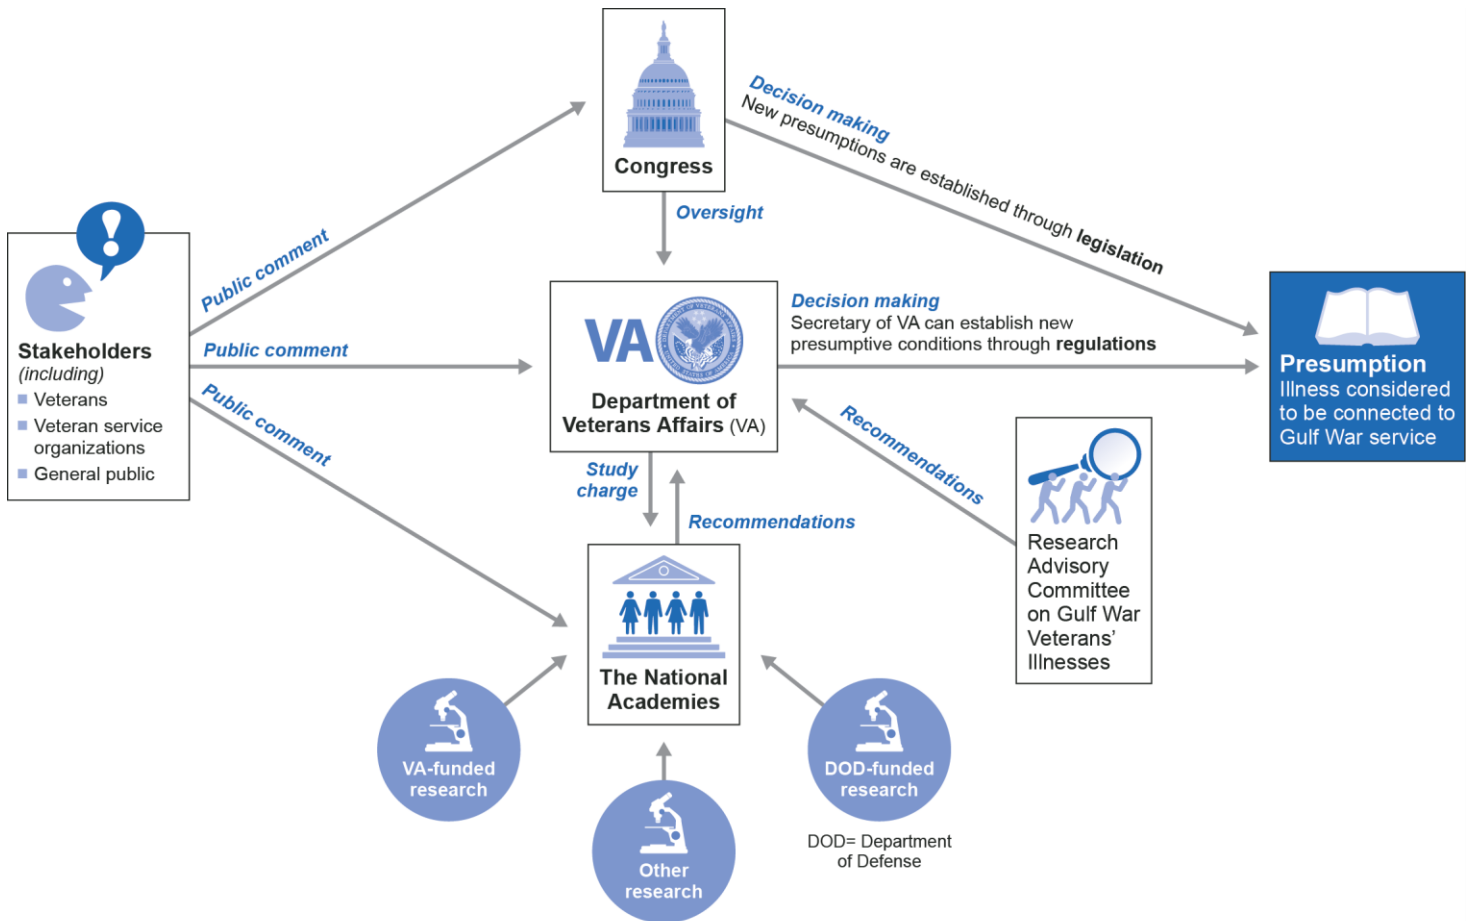 Congress
Decision making
New presumptions are established through legislation
Oversight
Public comment
Stakeholders
(including)
Veterans
Veteran service
organizations
General public
Public comment
Public comment
VA
Department of
Veterans Affairs (VA)
Decision making
Secretary of VA can establish new
presumptive conditions through regulations
Presumption
Illness considered
to be connected to
Gulf War service
Recommendations
Research
Advisory
Committee
on Gulf War
Veterans’
Illnesses
Study
charge
Recommendations
The National
Academies
VA-funded
research
Other
research
DOD-funded
research
DOD= Department
of Defense